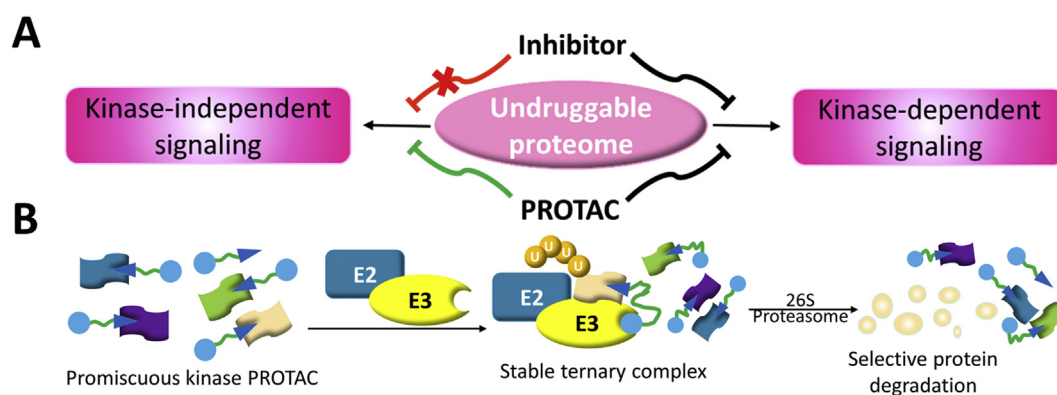 A
Inhibitor
Kinase-independent
signaling
Undruggable
proteome
Kinase-dependent
signaling
PROTAC
B
E2
E3
U
U
U
U
E2
E3
26S
Proteasome
Promiscuous kinase PROTAC
Stable ternary complex
Selective protein
degradation